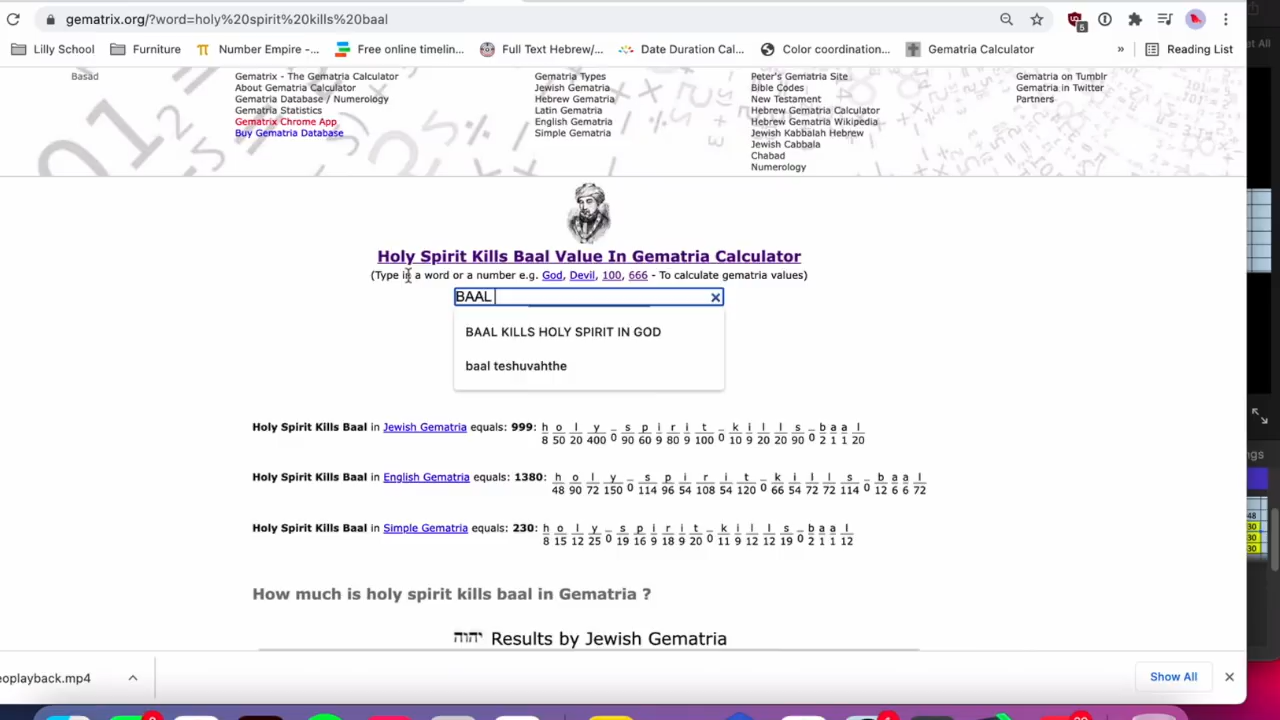 gematrix.org/?word=holy%20spirit%20kills%20baal
5
Lilly School Furniture Number Empire -... Free online timelin... Full Text Hebrew/... Date Duration Cal... Color coordination... Gematria Calculator » Reading List
Basad Gematrix - The Gematria Calculator Gematria Types Peter's Gematria Site Gematria on Tumblr
About Gematria Calculator Jewish Gematria Bible Codes Gematria in Twitter
Gematria Database / Numerology Hebrew Gematria New Testament Partners
Gematria Statistics Latin Gematria Hebrew Gematria Calculator
Gematrix Chrome App English Gematria Hebrew Gematria Wikipedia
Buy Gematria Database Simple Gematria Jewish Kabbalah Hebrew
Jewish Cabbala
Chabad
Numerology
Holy Spirit Kills Baal Value In Gematria Calculator
(Type in a word or a number e.g. God, Devil, 100, 666 - To calculate gematria values)
BAAL
BAAL KILLS HOLY SPIRIT IN GOD
baal teshuvahthe
Holy Spirit Kills Baal in Jewish Gematria equals: 999: h o l y _ s p i r i t _ k i l l s _ b a a l
8 50 20 400 0 90 60 9 80 9 100 0 10 9 20 20 90 0 2 1 1 20
Holy Spirit Kills Baal in English Gematria equals: 1380: h o l y _ s p i r i t _ k i l l s _ b a a l
48 90 72 150 0 114 96 54 108 54 120 0 66 54 72 72 114 0 12 6 6 72
Holy Spirit Kills Baal in Simple Gematria equals: 230: h o l y _ s p i r i t _ k i l l s _ b a a l
8 15 12 25 0 19 16 9 18 9 20 0 11 9 12 12 19 0 2 1 1 12
How much is holy spirit kills baal in Gematria ?
יהוה Results by Jewish Gematria
eoplayback.mp4 Show All